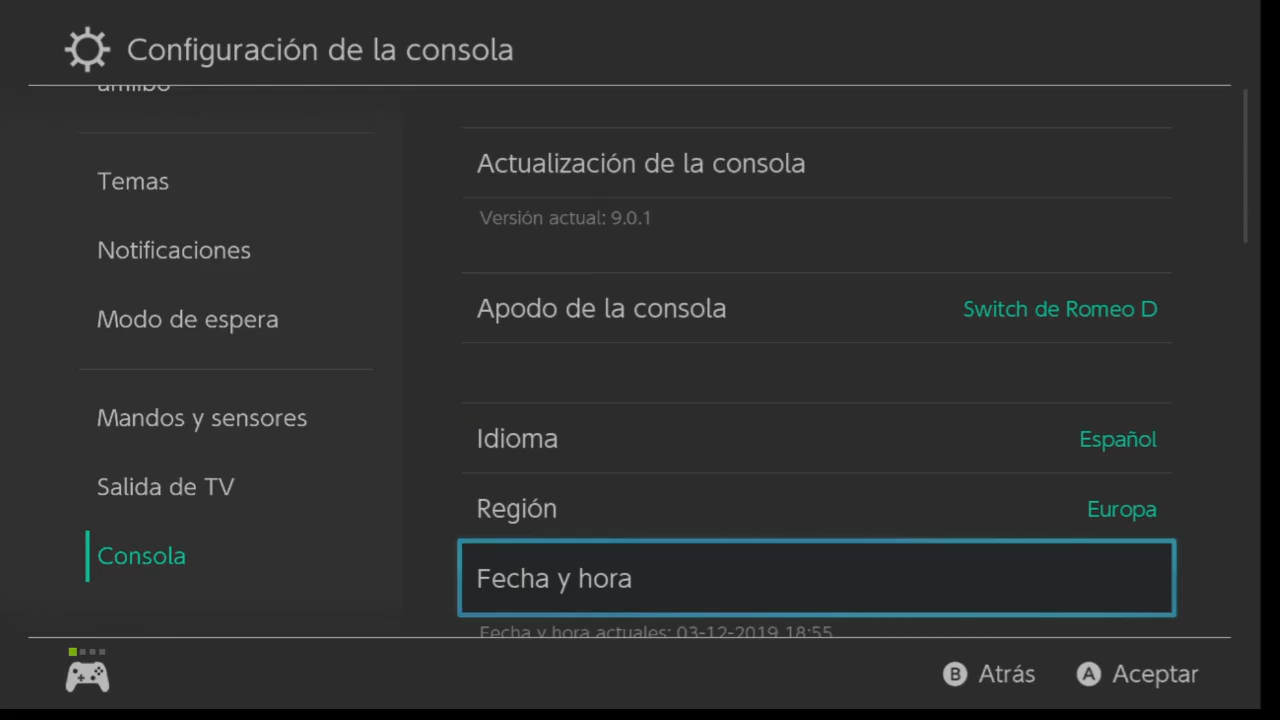 Configuración de la consola
amiibo
Temas
Notificaciones
Modo de espera
Mandos y sensores
Salida de TV
Consola
Actualización de la consola
Versión actual: 9.0.1
Apodo de la consola
Switch de Romeo D
Idioma
Español
Región
Europa
Fecha y hora
Fecha y hora actuales: 03-12-2019 18:55
B Atrás
A Aceptar